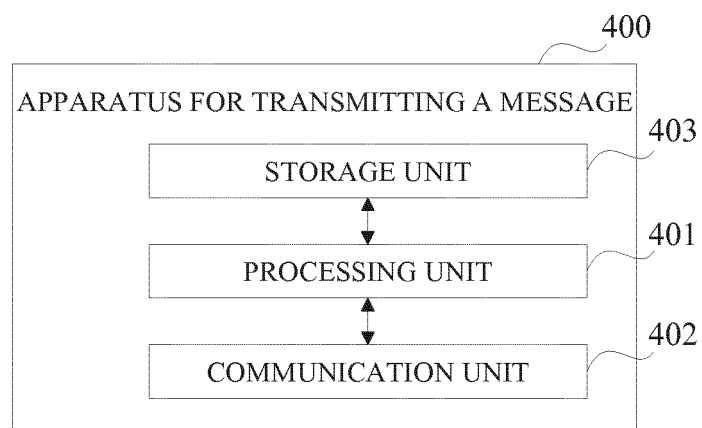 400
APPARATUS FOR TRANSMITTING A MESSAGE
403
STORAGE UNIT
401
PROCESSING UNIT
402
COMMUNICATION UNIT